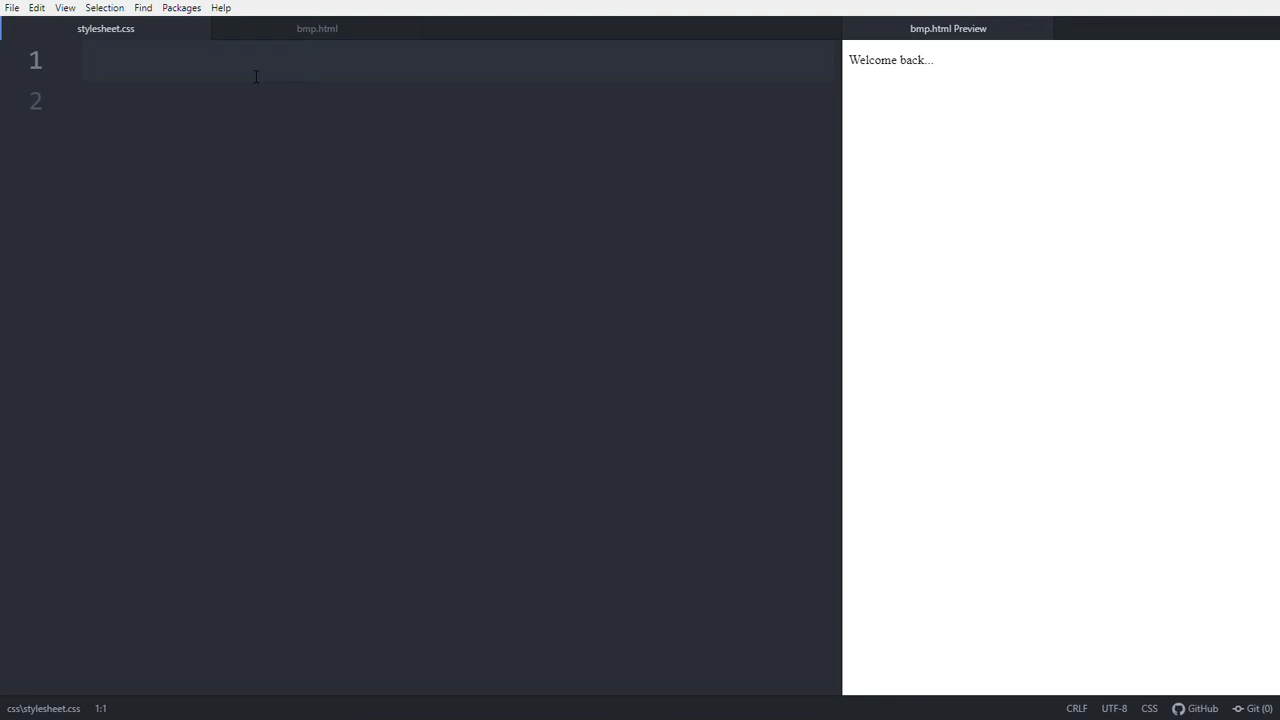 File Edit View Selection Find Packages Help
stylesheet.css bmp.html bmp.html Preview
1
2
Welcome back...
css\stylesheet.css 1:1 CRLF UTF-8 CSS GitHub Git (0)